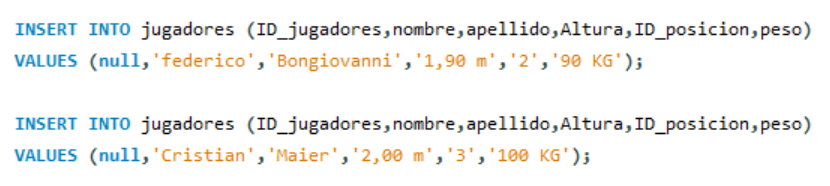 INSERT INTO jugadores (ID_jugadores,nombre,apellido,Altura,ID_posicion,peso)
VALUES (null,'federico','Bongiovanni','1,90 m','2','90 KG');
INSERT INTO jugadores (ID_jugadores,nombre,apellido,Altura,ID_posicion,peso)
VALUES (null,'Cristian','Maier','2,00 m','3','100 KG');